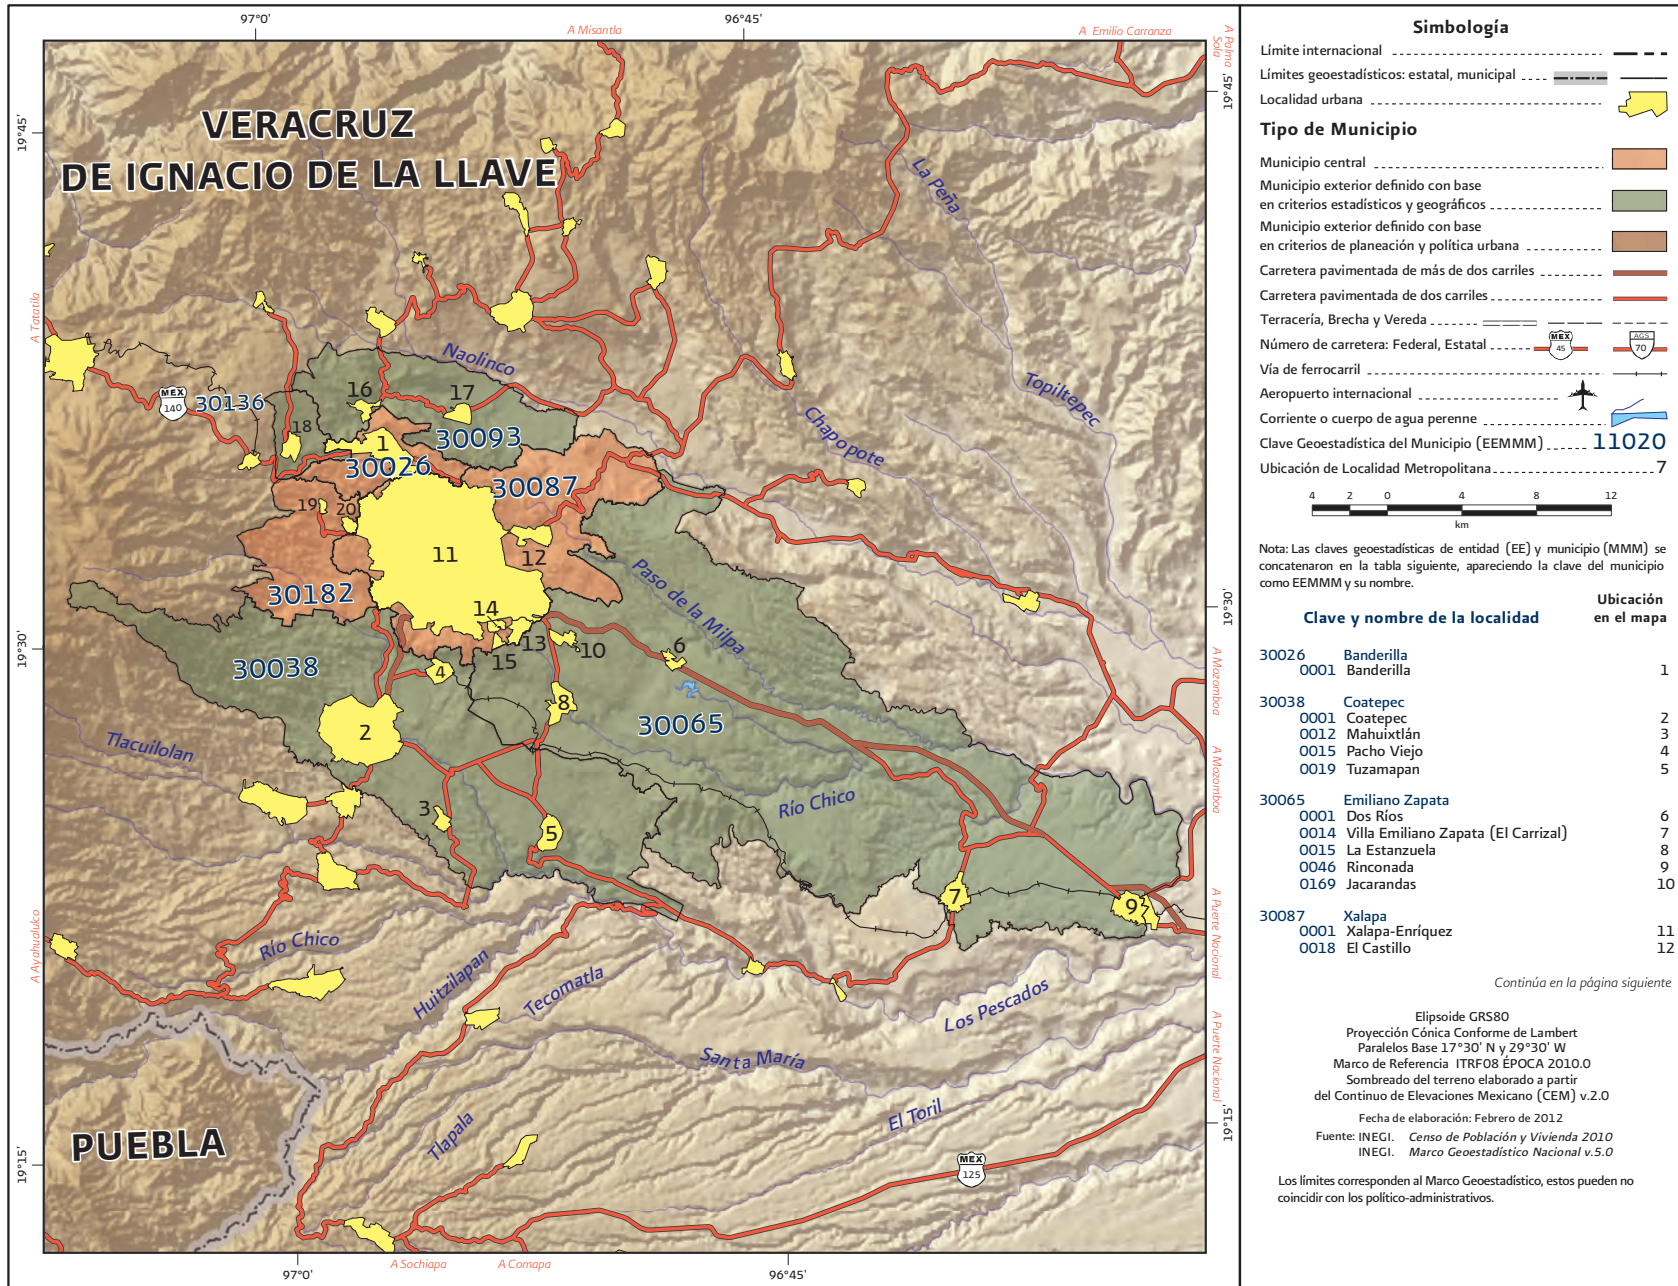 97°0'
96°45'
A Misantla
A Emilio Carranza
A Palma
Sola
19°45'
19°45'
VERACRUZ
DE IGNACIO DE LA LLAVE
La Peña
A Tatatila
Naolinco
Topiltepec
Chapopote
MEX
140
30136
16
17
18
1
30093
30026
30087
19
20
11
12
30182
Paso de la Milpa
14
13
15
10
6
19°30'
19°30'
30038
4
8
30065
2
A Mozomboa
A Mozomboa
Tlacuilolan
3
5
Río Chico
7
9
A Puente Nacional
A Ayahualulco
Río Chico
Huitzilapan
Tecomatla
Los Pescados
Santa María
A Puente Nacional
El Toril
Tlapala
PUEBLA
MEX
125
19°15'
19°15'
A Sochiapa
A Comapa
97°0'
96°45'
Simbología
Límite internacional
Límites geoestadísticos: estatal, municipal
Localidad urbana
Tipo de Municipio
Municipio central
Municipio exterior definido con base
en criterios estadísticos y geográficos
Municipio exterior definido con base
en criterios de planeación y política urbana
Carretera pavimentada de más de dos carriles
Carretera pavimentada de dos carriles
Terracería, Brecha y Vereda
Número de carretera: Federal, Estatal MEX 45 AGS 70
Vía de ferrocarril
Aeropuerto internacional
Corriente o cuerpo de agua perenne
Clave Geoestadística del Municipio (EEMMM) 11020
Ubicación de Localidad Metropolitana 7
4 2 0 4 8 12
km
Nota: Las claves geoestadísticas de entidad (EE) y municipio (MMM) se
concatenaron en la tabla siguiente, apareciendo la clave del municipio
como EEMMM y su nombre.
Clave y nombre de la localidad Ubicación
en el mapa
30026 Banderilla
0001 Banderilla 1
30038 Coatepec
0001 Coatepec 2
0012 Mahuixtlán 3
0015 Pacho Viejo 4
0019 Tuzamapan 5
30065 Emiliano Zapata
0001 Dos Ríos 6
0014 Villa Emiliano Zapata (El Carrizal) 7
0015 La Estanzuela 8
0046 Rinconada 9
0169 Jacarandas 10
30087 Xalapa
0001 Xalapa-Enríquez 11
0018 El Castillo 12
Continúa en la página siguiente
Elipsoide GRS80
Proyección Cónica Conforme de Lambert
Paralelos Base 17°30' N y 29°30' W
Marco de Referencia ITRF08 ÉPOCA 2010.0
Sombreado del terreno elaborado a partir
del Continuo de Elevaciones Mexicano (CEM) v.2.0
Fecha de elaboración: Febrero de 2012
Fuente: INEGI. Censo de Población y Vivienda 2010
INEGI. Marco Geoestadístico Nacional v.5.0
Los límites corresponden al Marco Geoestadístico, estos pueden no
coincidir con los político-administrativos.